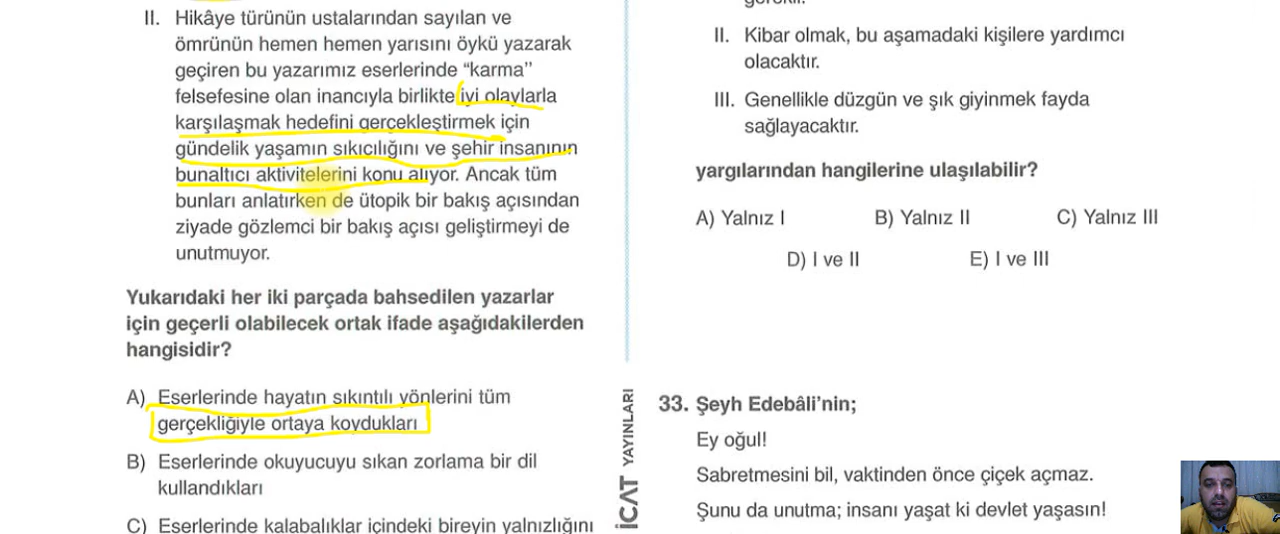 II. Hikâye türünün ustalarından sayılan ve
ömrünün hemen hemen yarısını öykü yazarak
geçiren bu yazarımız eserlerinde “karma”
felsefesine olan inancıyla birlikte iyi olaylarla
karşılaşmak hedefini gerçekleştirmek için
gündelik yaşamın sıkıcılığını ve şehir insanının
bunaltıcı aktivitelerini konu alıyor. Ancak tüm
bunları anlatırken de ütopik bir bakış açısından
ziyade gözlemci bir bakış açısı geliştirmeyi de
unutmuyor.
Yukarıdaki her iki parçada bahsedilen yazarlar
için geçerli olabilecek ortak ifade aşağıdakilerden
hangisidir?
A) Eserlerinde hayatın sıkıntılı yönlerini tüm
gerçekliğiyle ortaya koydukları
B) Eserlerinde okuyucuyu sıkan zorlama bir dil
kullandıkları
C) Eserlerinde kalabalıklar içindeki bireyin yalnızlığını
İCAT YAYINLARI
II. Kibar olmak, bu aşamadaki kişilere yardımcı
olacaktır.
III. Genellikle düzgün ve şık giyinmek fayda
sağlayacaktır.
yargılarından hangilerine ulaşılabilir?
A) Yalnız I B) Yalnız II C) Yalnız III
D) I ve II E) I ve III
33. Şeyh Edebâli’nin;
Ey oğul!
Sabretmesini bil, vaktinden önce çiçek açmaz.
Şunu da unutma; insanı yaşat ki devlet yaşasın!